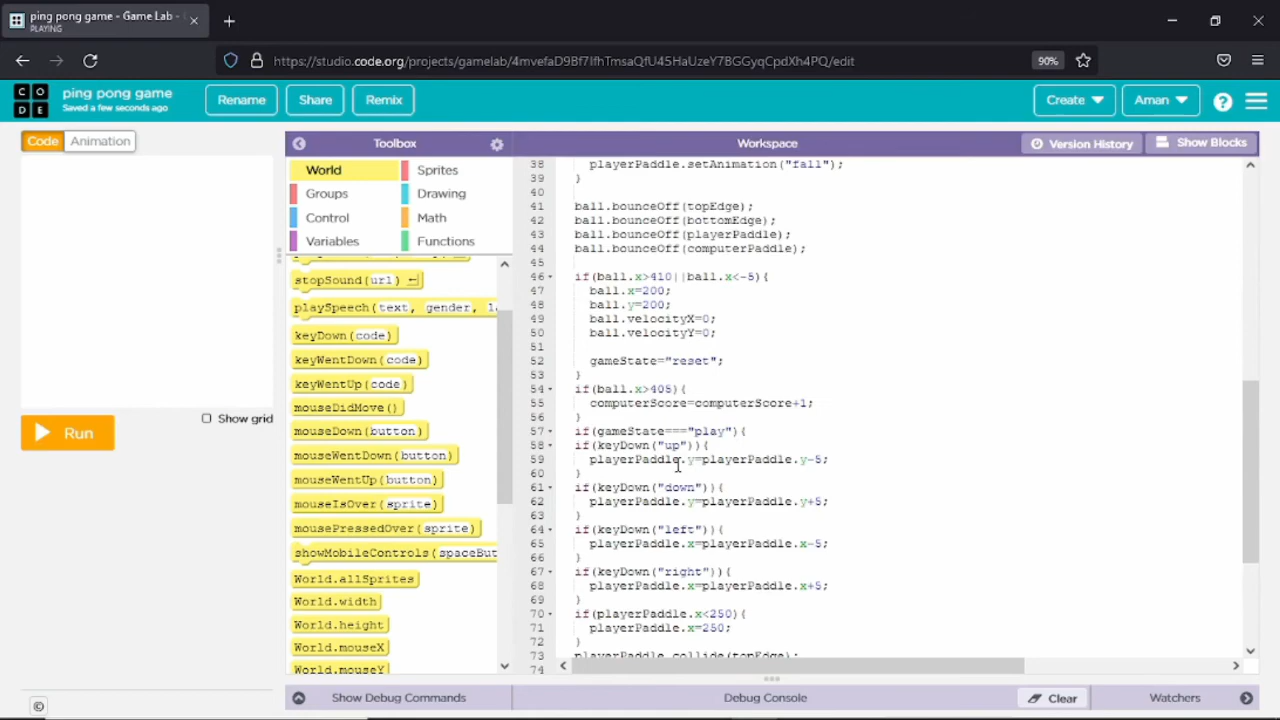 ping pong game - Game Lab -
PLAYING
https://studio.code.org/projects/gamelab/4mvefaD9Bf7lfhTmsaQfU45HaUzeY7BGGyqCpdXh4PQ/edit
90%
CODE
ping pong game
Saved a few seconds ago
Rename
Share
Remix
Create
Aman
?
Code
Animation
Show grid
Run
Toolbox
World
Sprites
Groups
Drawing
Control
Math
Variables
Functions
stopSound(url)
playSpeech(text, gender, la
keyDown(code)
keyWentDown(code)
keyWentUp(code)
mouseDidMove()
mouseDown(button)
mouseWentDown(button)
mouseWentUp(button)
mouseIsOver(sprite)
mousePressedOver(sprite)
showMobileControls(spaceBut
World.allSprites
World.width
World.height
World.mouseX
World.mouseY
Workspace
Version History
Show Blocks
38 playerPaddle.setAnimation("fall");
39 }
40
41 ball.bounceOff(topEdge);
42 ball.bounceOff(bottomEdge);
43 ball.bounceOff(playerPaddle);
44 ball.bounceOff(computerPaddle);
45
46 if(ball.x>410||ball.x<-5){
47 ball.x=200;
48 ball.y=200;
49 ball.velocityX=0;
50 ball.velocityY=0;
51
52 gameState="reset";
53 }
54 if(ball.x>405){
55 computerScore=computerScore+1;
56 }
57 if(gameState==="play"){
58 if(keyDown("up")){
59 playerPaddle.y=playerPaddle.y-5;
60 }
61 if(keyDown("down")){
62 playerPaddle.y=playerPaddle.y+5;
63 }
64 if(keyDown("left")){
65 playerPaddle.x=playerPaddle.x-5;
66 }
67 if(keyDown("right")){
68 playerPaddle.x=playerPaddle.x+5;
69 }
70 if(playerPaddle.x<250){
71 playerPaddle.x=250;
72 }
73 playerPaddle.collide(topEdge);
74
Show Debug Commands
Debug Console
Clear
Watchers
©